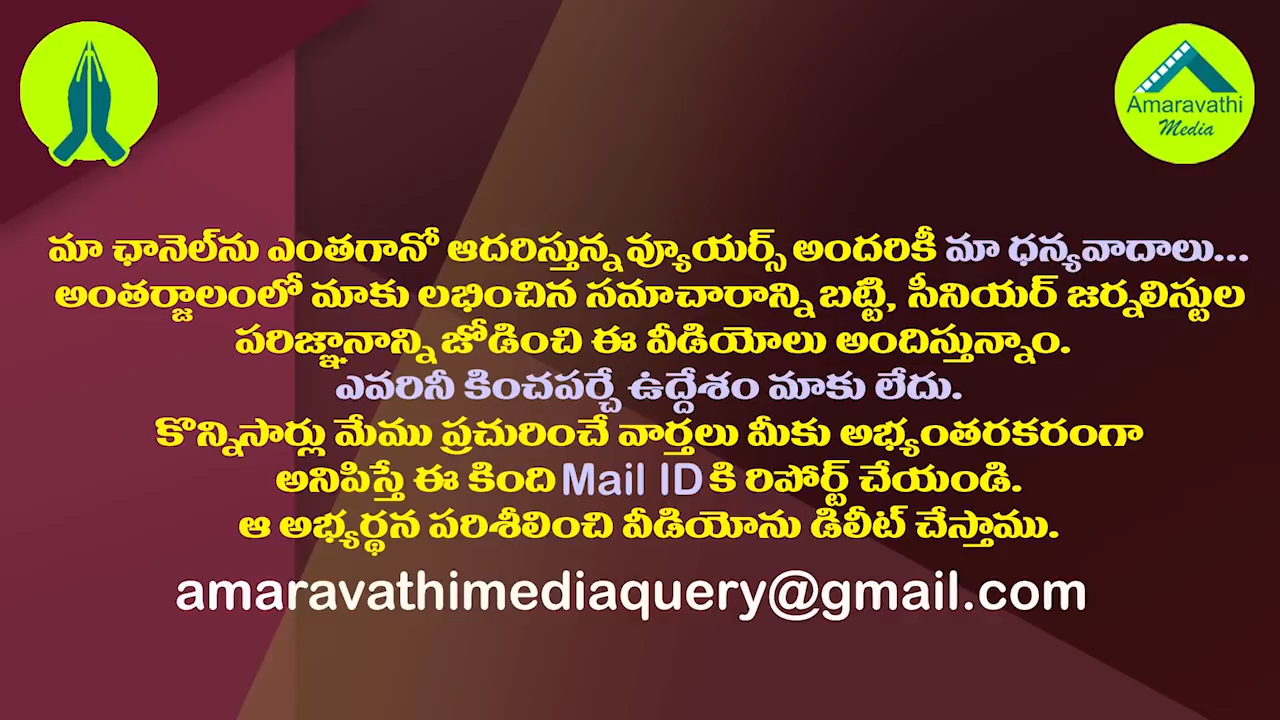 Amaravathi
Media
మా ఛానెల్‌ను ఎంతగానో ఆదరిస్తున్న వ్యూయర్స్ అందరికీ మా ధన్యవాదాలు...
అంతర్జాలంలో మాకు లభించిన సమాచారాన్ని బట్టి, సీనియర్ జర్నలిస్టుల
పరిజ్ఞానాన్ని జోడించి ఈ వీడియోలు అందిస్తున్నాం.
ఎవరినీ కించపర్చే ఉద్దేశం మాకు లేదు.
కొన్నిసార్లు మేము ప్రచురించే వార్తలు మీకు అభ్యంతరకరంగా
అనిపిస్తే ఈ కింది Mail ID కి రిపోర్ట్ చేయండి.
ఆ అభ్యర్థన పరిశీలించి వీడియోను డిలీట్ చేస్తాము.
amaravathimediaquery@gmail.com